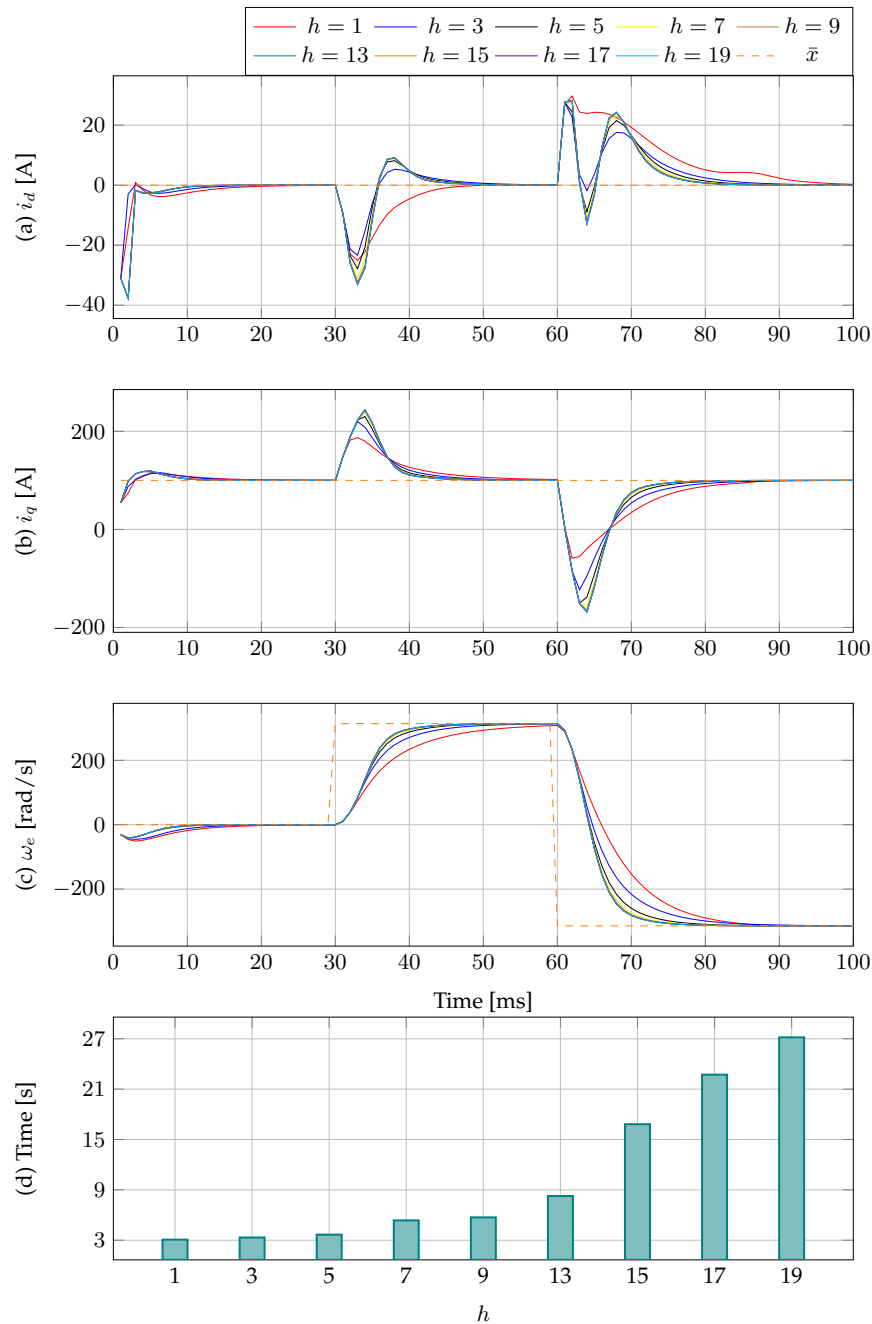 h = 1 h = 3 h = 5 h = 7 h = 9
h = 13 h = 15 h = 17 h = 19 x̄
(a) i_d [A]
20
0
−20
−40
0 10 20 30 40 50 60 70 80 90 100
(b) i_q [A]
200
0
−200
0 10 20 30 40 50 60 70 80 90 100
(c) ω_e [rad/s]
200
0
−200
0 10 20 30 40 50 60 70 80 90 100
Time [ms]
(d) Time [s]
27
21
15
9
3
1 3 5 7 9 13 15 17 19
h